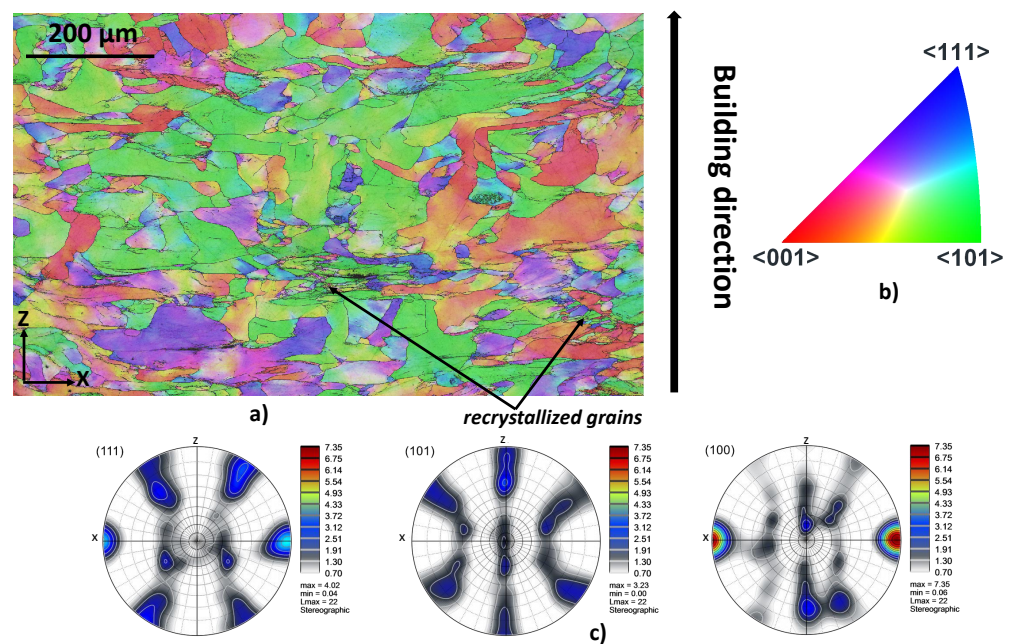 200 µm
Z
X
a)
recrystallized grains
Building direction
<111>
<001>
<101>
b)
(111)
Z
X
7.35
6.75
6.14
5.54
4.93
4.33
3.72
3.12
2.51
1.91
1.30
0.70
max = 4.02
min = 0.04
Lmax = 22
Stereographic
(101)
Z
X
7.35
6.75
6.14
5.54
4.93
4.33
3.72
3.12
2.51
1.91
1.30
0.70
max = 3.23
min = 0.00
Lmax = 22
Stereographic
(100)
Z
X
7.35
6.75
6.14
5.54
4.93
4.33
3.72
3.12
2.51
1.91
1.30
0.70
max = 7.35
min = 0.06
Lmax = 22
Stereographic
c)